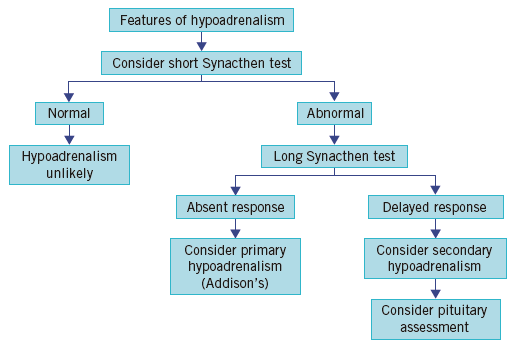 Features of hypoadrenalism
Consider short Synacthen test
Normal
Abnormal
Hypoadrenalism
unlikely
Long Synacthen test
Absent response
Delayed response
Consider primary
hypoadrenalism
(Addison's)
Consider secondary
hypoadrenalism
Consider pituitary
assessment